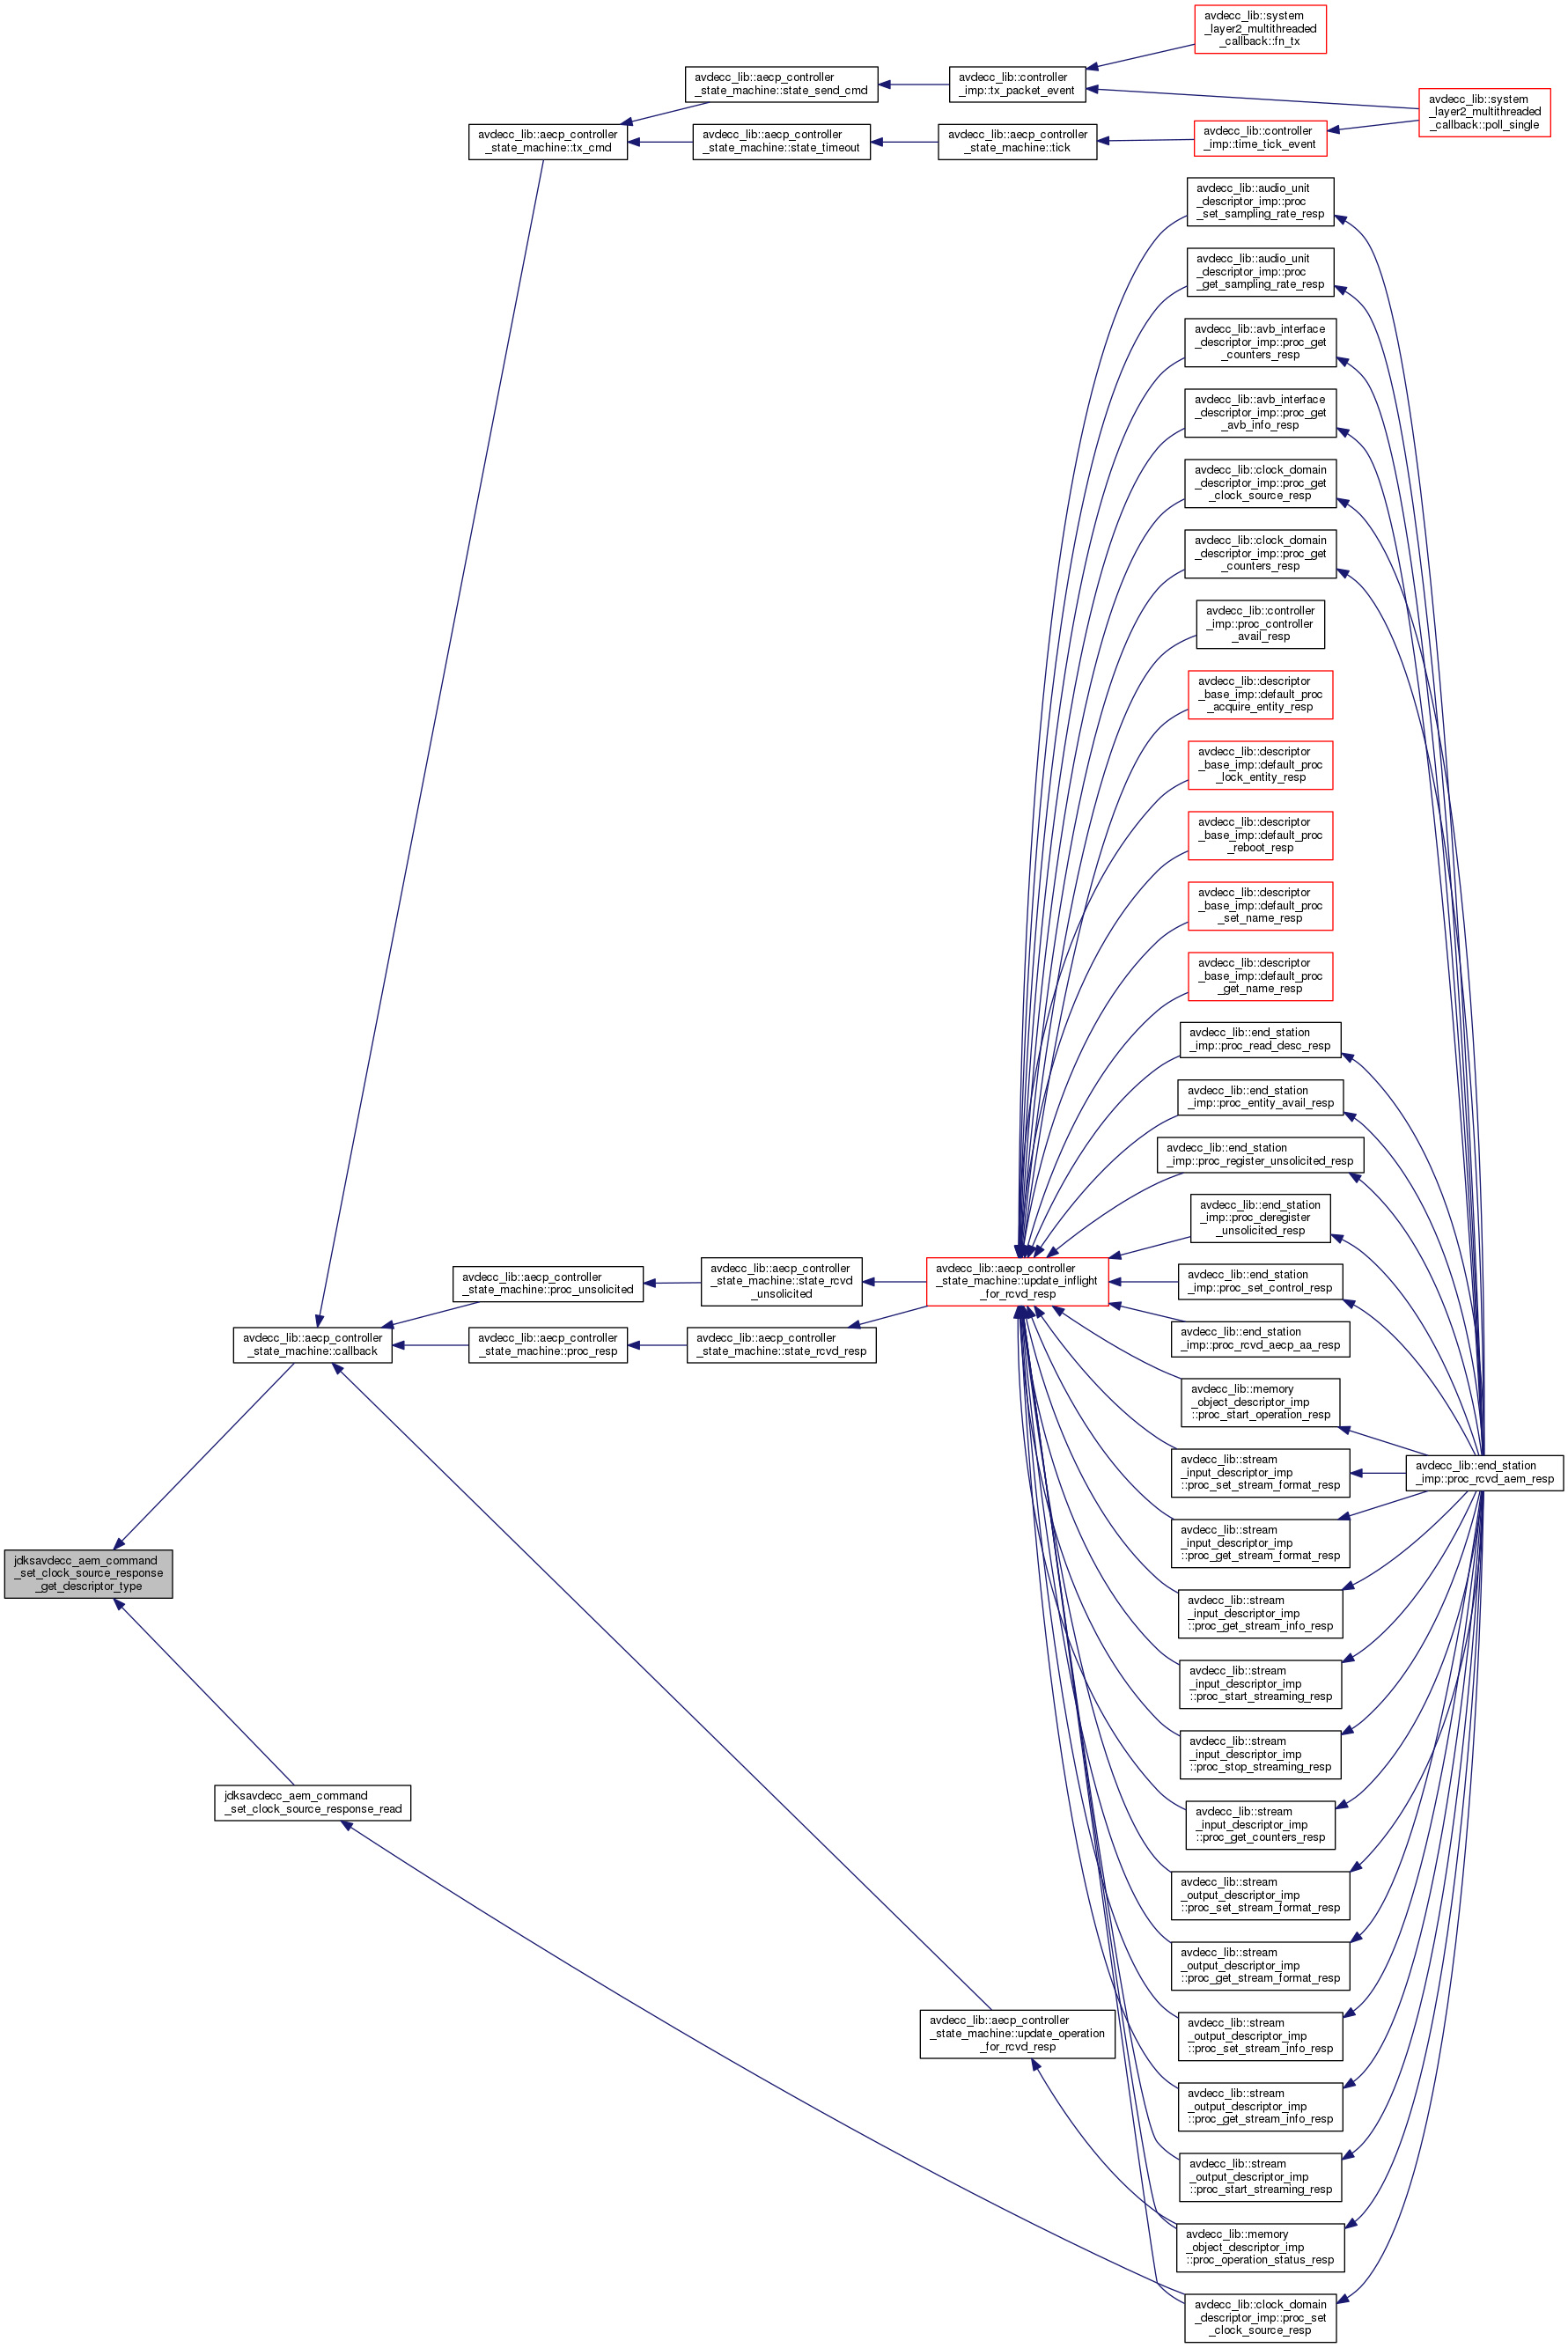 avdecc_lib::system
_layer2_multithreaded
_callback::fn_tx
avdecc_lib::aecp_controller
_state_machine::state_send_cmd
avdecc_lib::controller
_imp::tx_packet_event
avdecc_lib::system
_layer2_multithreaded
_callback::poll_single
avdecc_lib::aecp_controller
_state_machine::tx_cmd
avdecc_lib::aecp_controller
_state_machine::state_timeout
avdecc_lib::aecp_controller
_state_machine::tick
avdecc_lib::controller
_imp::time_tick_event
avdecc_lib::audio_unit
_descriptor_imp::proc
_set_sampling_rate_resp
avdecc_lib::audio_unit
_descriptor_imp::proc
_get_sampling_rate_resp
avdecc_lib::avb_interface
_descriptor_imp::proc_get
_counters_resp
avdecc_lib::avb_interface
_descriptor_imp::proc_get
_avb_info_resp
avdecc_lib::clock_domain
_descriptor_imp::proc_get
_clock_source_resp
avdecc_lib::clock_domain
_descriptor_imp::proc_get
_counters_resp
avdecc_lib::controller
_imp::proc_controller
_avail_resp
avdecc_lib::descriptor
_base_imp::default_proc
_acquire_entity_resp
avdecc_lib::descriptor
_base_imp::default_proc
_lock_entity_resp
avdecc_lib::descriptor
_base_imp::default_proc
_reboot_resp
avdecc_lib::descriptor
_base_imp::default_proc
_set_name_resp
avdecc_lib::descriptor
_base_imp::default_proc
_get_name_resp
avdecc_lib::end_station
_imp::proc_read_desc_resp
avdecc_lib::end_station
_imp::proc_entity_avail_resp
avdecc_lib::end_station
_imp::proc_register_unsolicited_resp
avdecc_lib::end_station
_imp::proc_deregister
_unsolicited_resp
avdecc_lib::aecp_controller
_state_machine::proc_unsolicited
avdecc_lib::aecp_controller
_state_machine::state_rcvd
_unsolicited
avdecc_lib::aecp_controller
_state_machine::update_inflight
_for_rcvd_resp
avdecc_lib::end_station
_imp::proc_set_control_resp
avdecc_lib::aecp_controller
_state_machine::callback
avdecc_lib::aecp_controller
_state_machine::proc_resp
avdecc_lib::aecp_controller
_state_machine::state_rcvd_resp
avdecc_lib::end_station
_imp::proc_rcvd_aecp_aa_resp
avdecc_lib::memory
_object_descriptor_imp
::proc_start_operation_resp
avdecc_lib::stream
_input_descriptor_imp
::proc_set_stream_format_resp
avdecc_lib::end_station
_imp::proc_rcvd_aem_resp
avdecc_lib::stream
_input_descriptor_imp
::proc_get_stream_format_resp
jdksavdecc_aem_command
_set_clock_source_response
_get_descriptor_type
avdecc_lib::stream
_input_descriptor_imp
::proc_get_stream_info_resp
avdecc_lib::stream
_input_descriptor_imp
::proc_start_streaming_resp
avdecc_lib::stream
_input_descriptor_imp
::proc_stop_streaming_resp
jdksavdecc_aem_command
_set_clock_source_response_read
avdecc_lib::stream
_input_descriptor_imp
::proc_get_counters_resp
avdecc_lib::stream
_output_descriptor_imp
::proc_set_stream_format_resp
avdecc_lib::stream
_output_descriptor_imp
::proc_get_stream_format_resp
avdecc_lib::aecp_controller
_state_machine::update_operation
_for_rcvd_resp
avdecc_lib::stream
_output_descriptor_imp
::proc_set_stream_info_resp
avdecc_lib::stream
_output_descriptor_imp
::proc_get_stream_info_resp
avdecc_lib::stream
_output_descriptor_imp
::proc_start_streaming_resp
avdecc_lib::memory
_object_descriptor_imp
::proc_operation_status_resp
avdecc_lib::clock_domain
_descriptor_imp::proc_set
_clock_source_resp